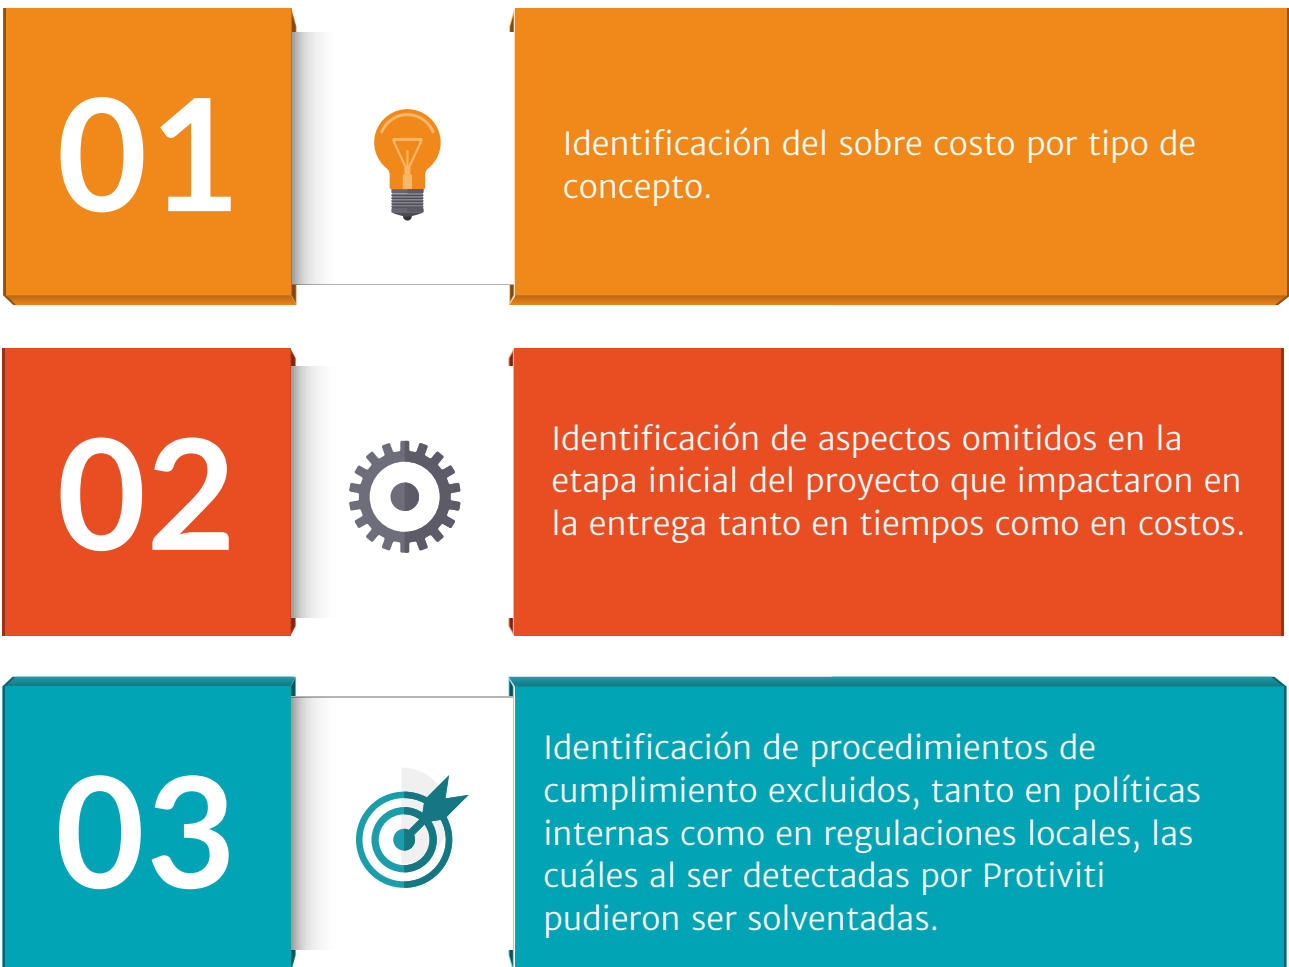 01
Identificación del sobre costo por tipo de
concepto.
02
Identificación de aspectos omitidos en la
etapa inicial del proyecto que impactaron en
la entrega tanto en tiempos como en costos.
03
Identificación de procedimientos de
cumplimiento excluidos, tanto en políticas
internas como en regulaciones locales, las
cuáles al ser detectadas por Protiviti
pudieron ser solventadas.